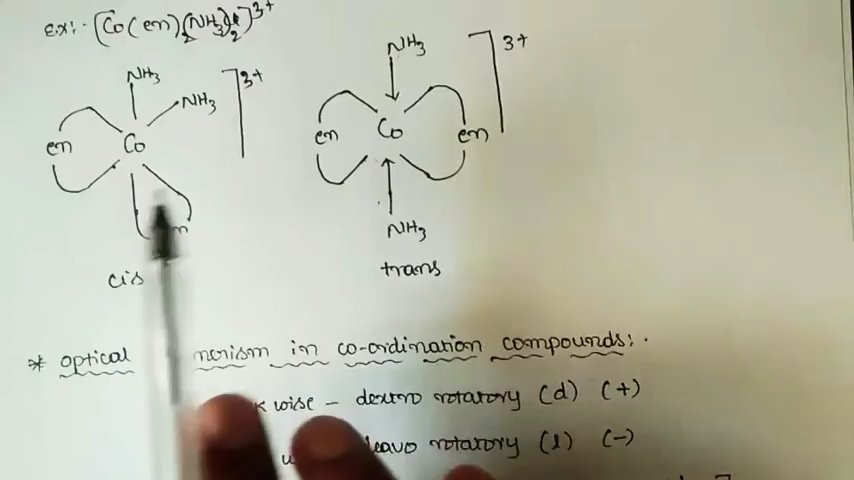 Ex:- [Co(en)2(NH3)2]3+
NH3
NH3
]3+
en
Co
cis
NH3
]3+
en
Co
en
NH3
trans
* optical in co-ordination compounds:-
wise - dextro rotatory (d) (+)
leavo rotatory (l) (-)